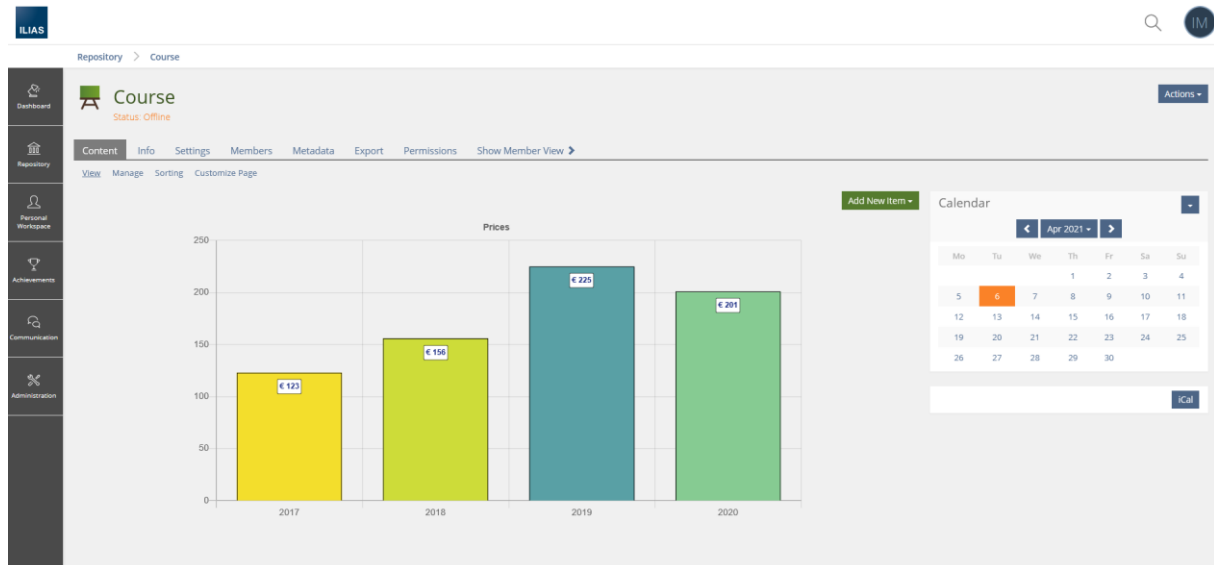 ILIAS
IM
Repository > Course
Dashboard
Repository
Personal
Workspace
Achievements
Communication
Administration
Course
Status: Offline
Actions
Content Info Settings Members Metadata Export Permissions Show Member View
View Manage Sorting Customize Page
Add New Item
Prices
250
200
150
100
50
0
€ 123
€ 156
€ 225
€ 201
2017 2018 2019 2020
Calendar
Apr 2021
Mo Tu We Th Fr Sa Su
1 2 3 4
5 6 7 8 9 10 11
12 13 14 15 16 17 18
19 20 21 22 23 24 25
26 27 28 29 30
iCal